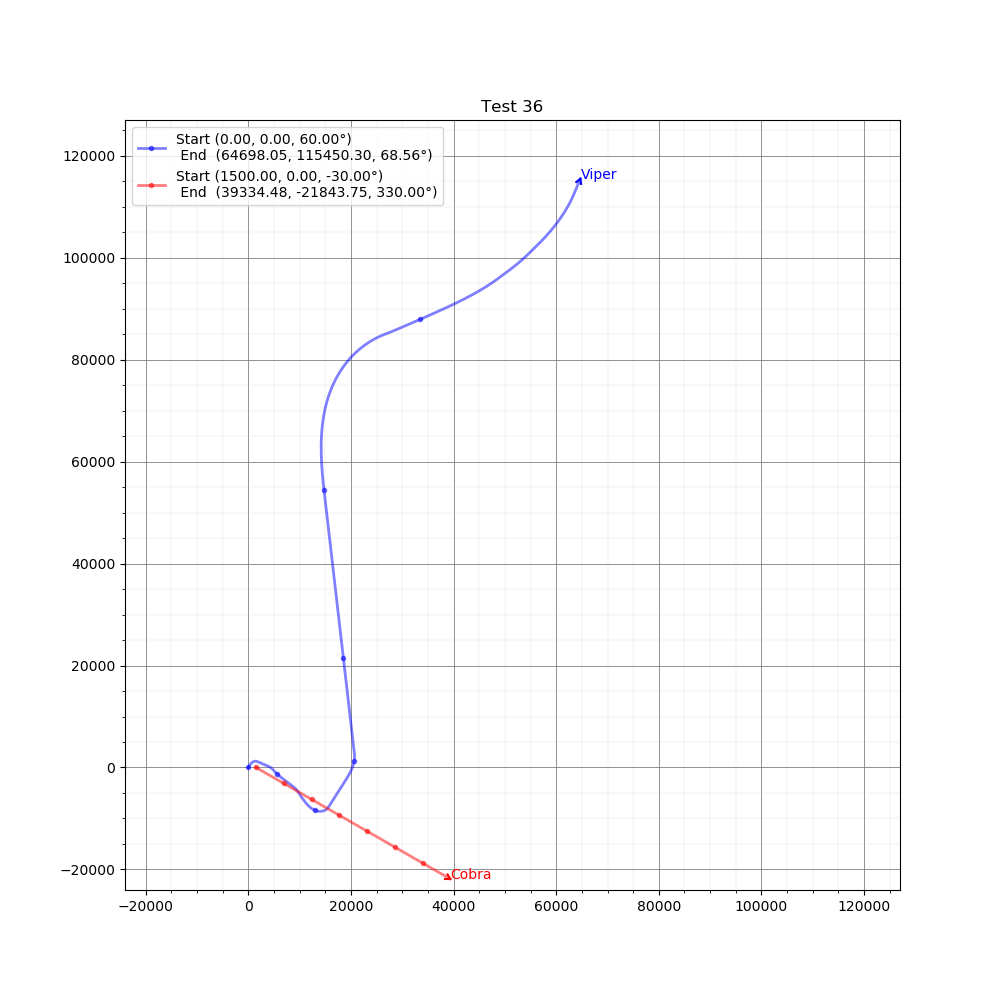 Test 36
Start (0.00, 0.00, 60.00°)
End  (64698.05, 115450.30, 68.56°)
Start (1500.00, 0.00, -30.00°)
End  (39334.48, -21843.75, 330.00°)
Viper
Cobra
120000
100000
80000
60000
40000
20000
0
−20000
−20000 0 20000 40000 60000 80000 100000 120000